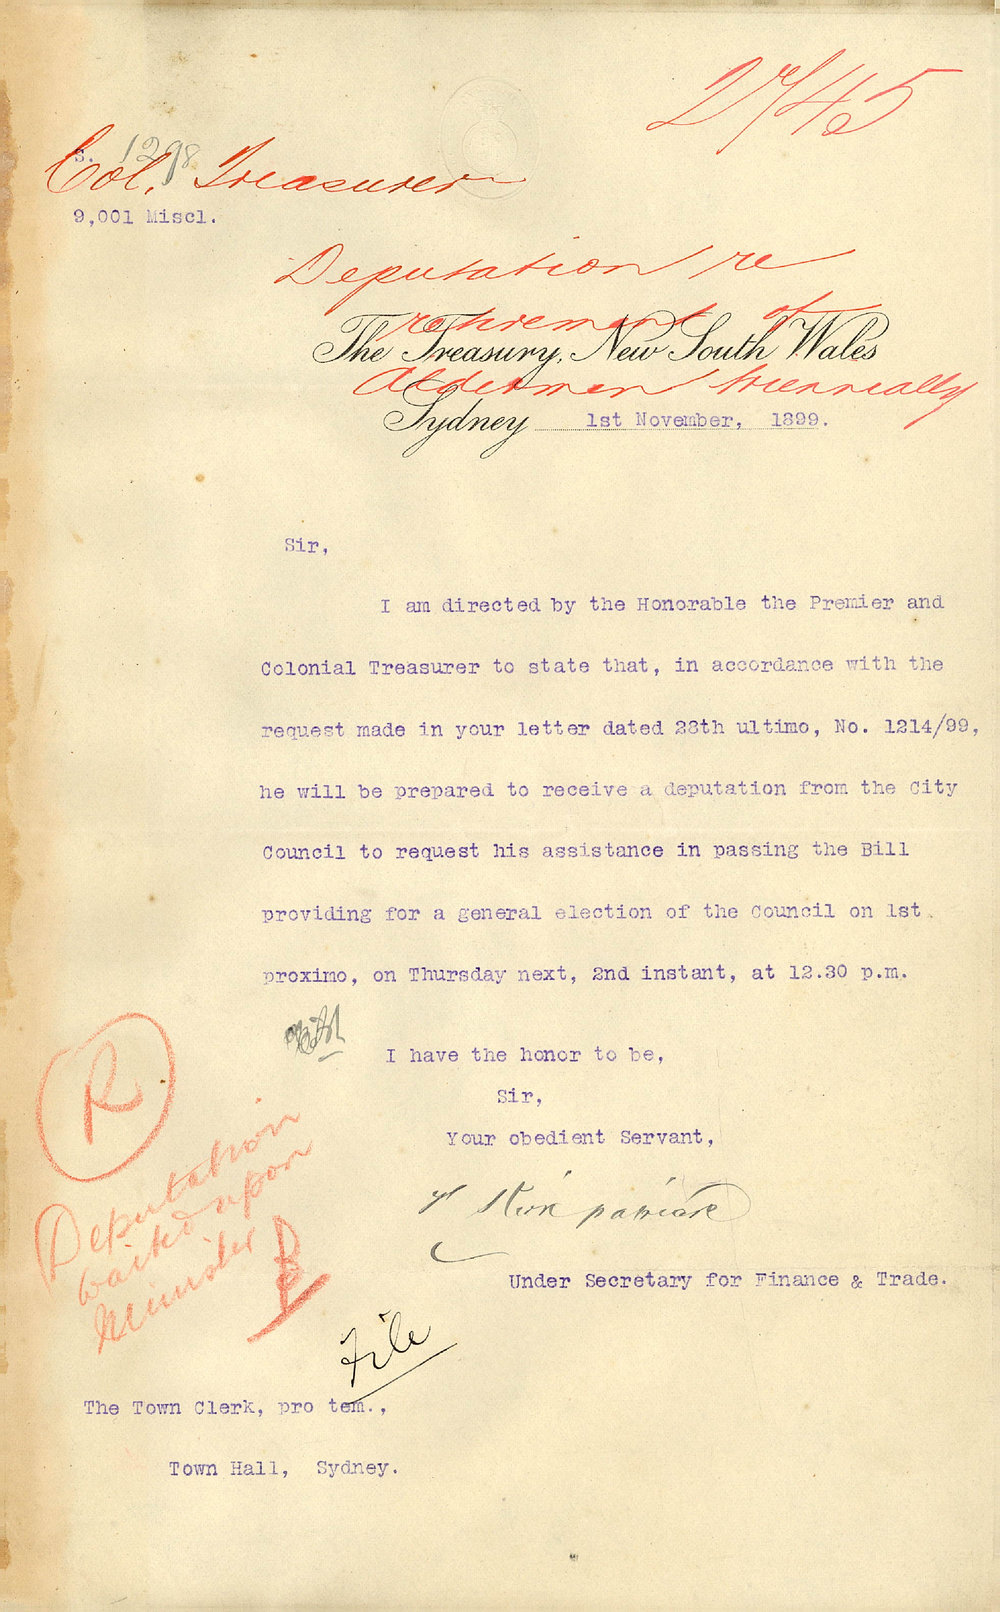 2745
S. 1298
Col. Treasurer
9,001 Miscl.
Deputation re
retirement of
The Treasury, New South Wales
Aldermen triennially
Sydney 1st November, 1899.
Sir,
I am directed by the Honorable the Premier and
Colonial Treasurer to state that, in accordance with the
request made in your letter dated 28th ultimo, No. 1214/99,
he will be prepared to receive a deputation from the City
Council to request his assistance in passing the Bill
providing for a general election of the Council on 1st
proximo, on Thursday next, 2nd instant, at 12.30 p.m.
I have the honor to be,
Sir,
Your obedient Servant,
R
Deputation
waited upon
Minister
Kirkpatrick
Under Secretary for Finance & Trade.
File
The Town Clerk, pro tem.,
Town Hall, Sydney.